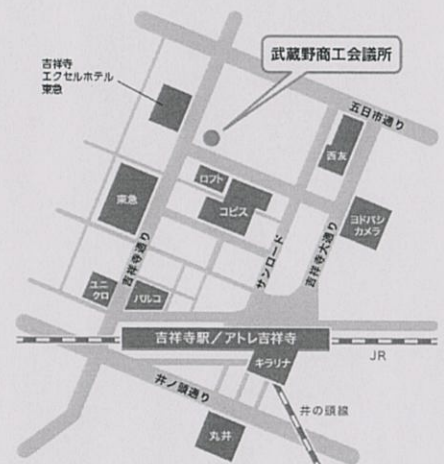 武蔵野商工会議所
吉祥寺
エクセルホテル
東急
五日市通り
西友
ロフト
コピス
東急
ヨドバシ
カメラ
吉祥寺通り
サンロード
吉祥寺大通り
ユニ
クロ
パルコ
吉祥寺駅／アトレ吉祥寺
キラリナ
JR
井ノ頭通り
井の頭線
丸井